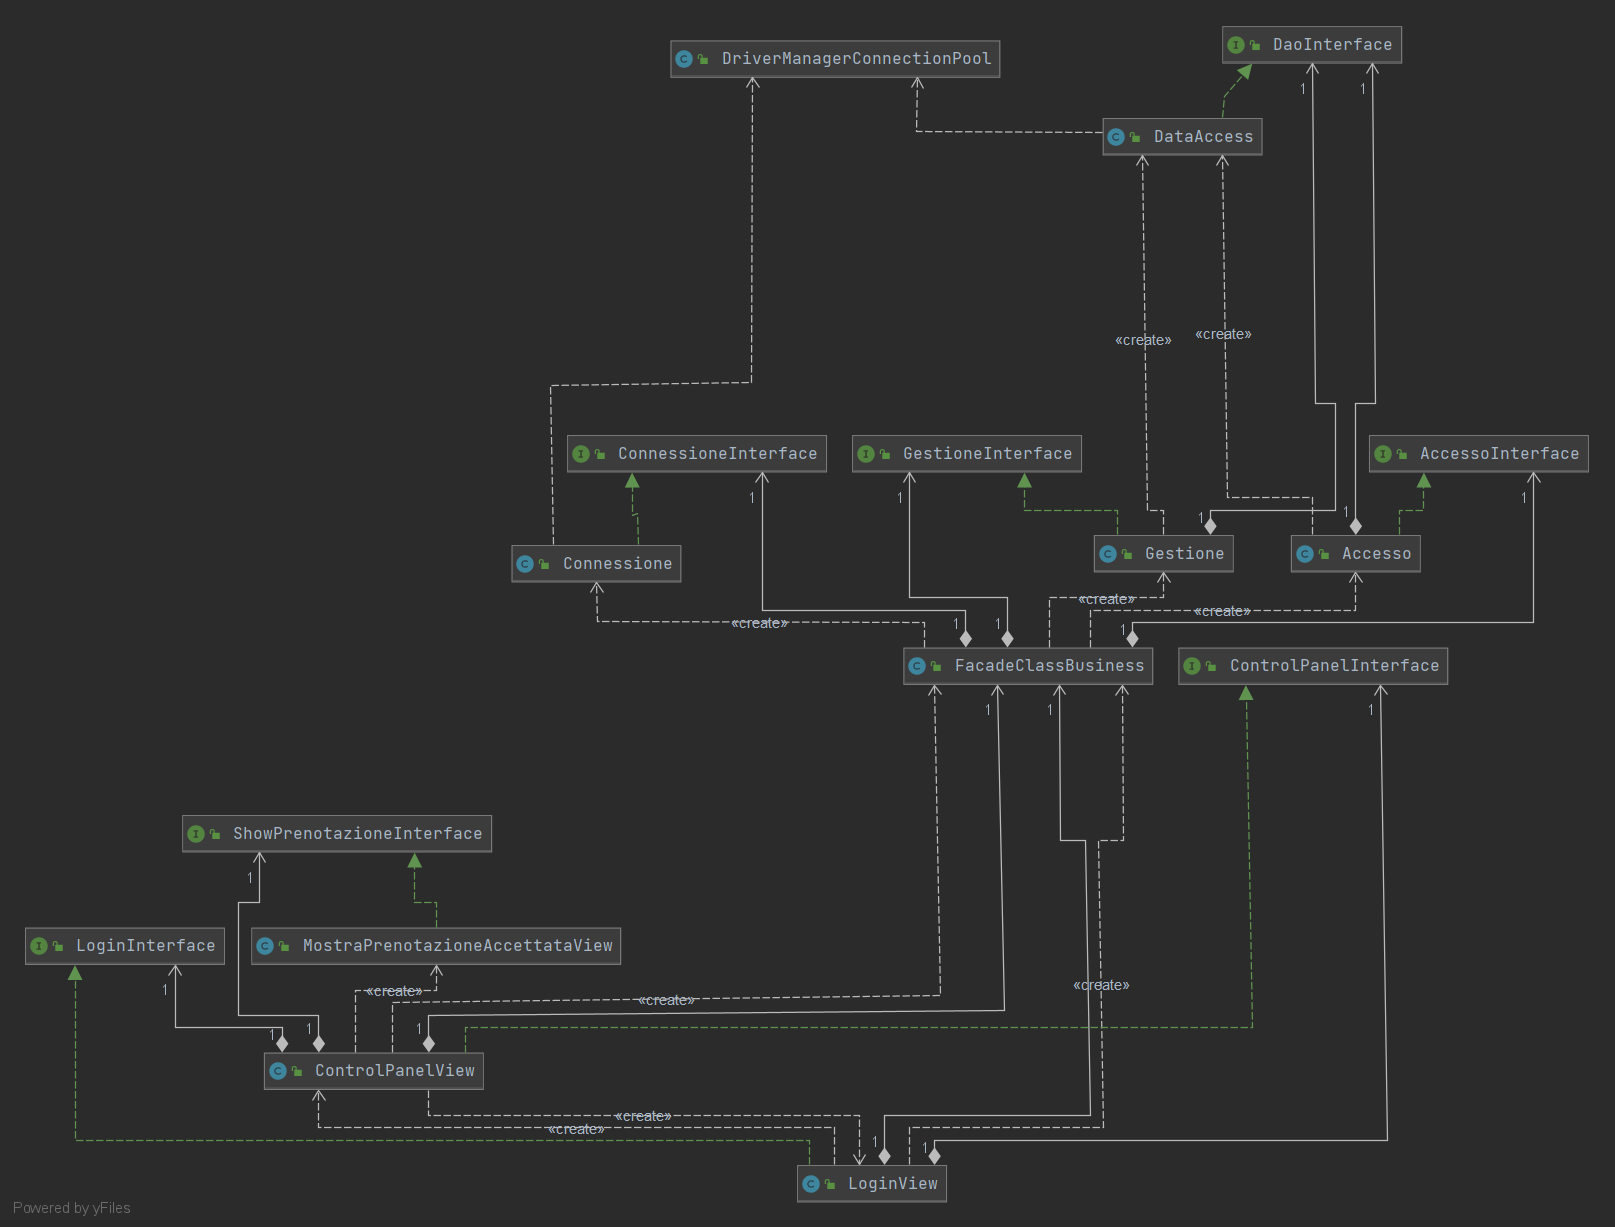 DaoInterface
DriverManagerConnectionPool
1
1
DataAccess
«create»
«create»
ConnessioneInterface
GestioneInterface
AccessoInterface
1
1
1
1
1
Gestione
Accesso
Connessione
«create»
«create»
«create»
1
1
1
FacadeClassBusiness
ControlPanelInterface
1
1
1
ShowPrenotazioneInterface
1
LoginInterface
MostraPrenotazioneAccettataView
1
«create»
«create»
«create»
1
1
1
ControlPanelView
«create»
«create»
1
1
LoginView
Powered by yFiles